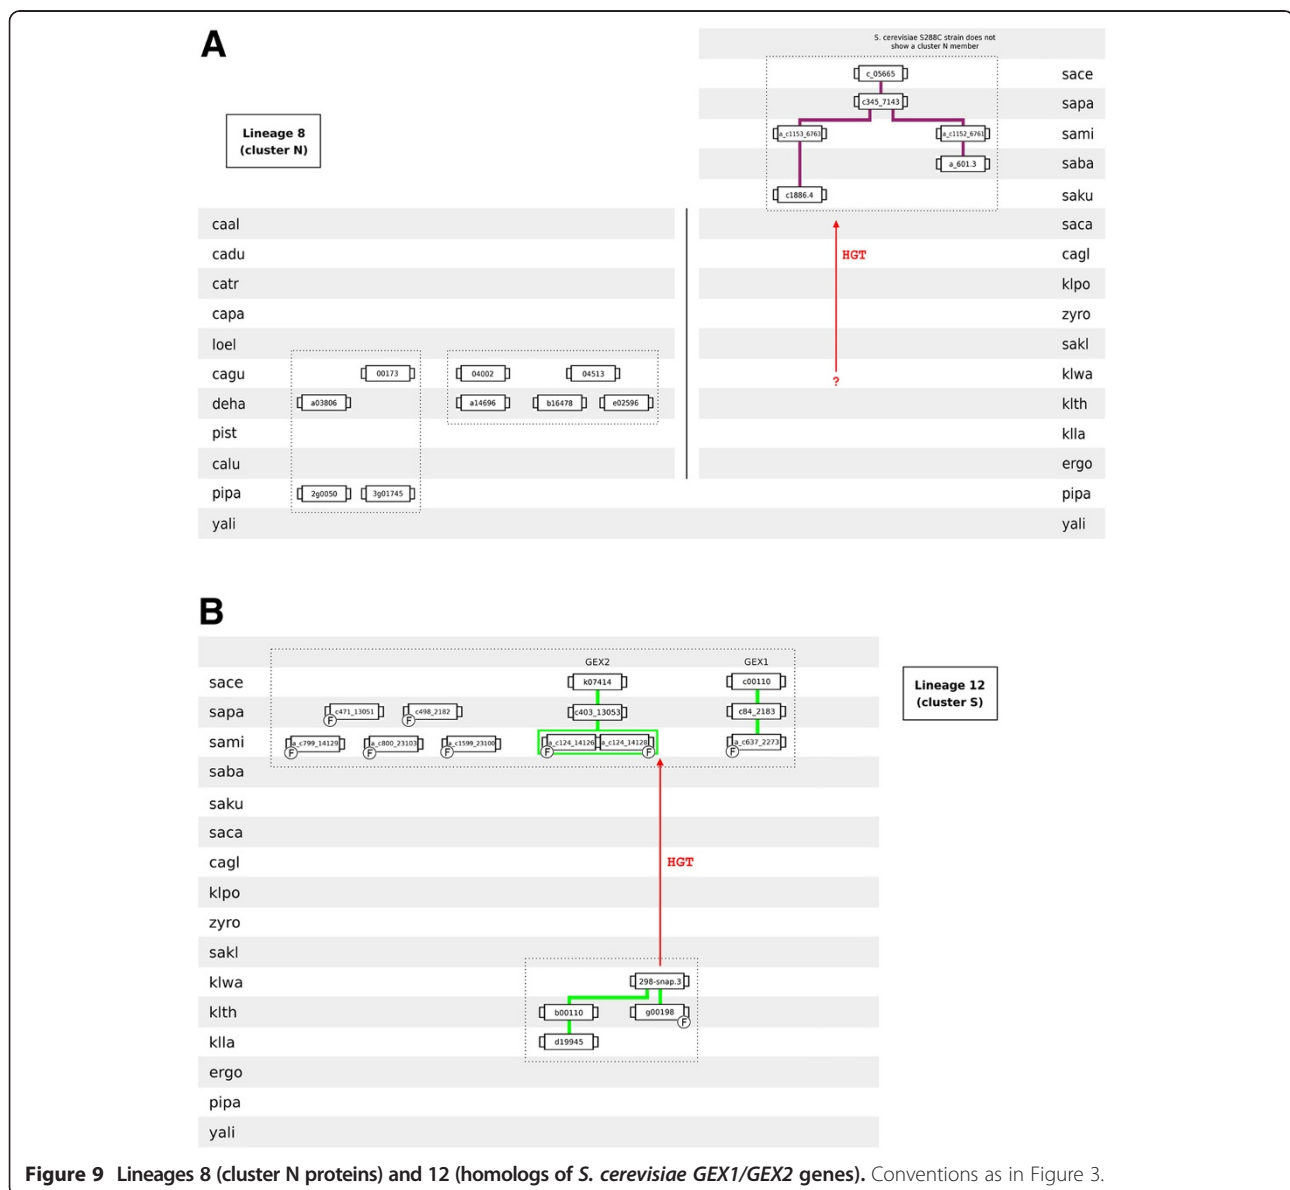 A
S. cerevisiae S288C strain does not
show a cluster N member
Lineage 8
(cluster N)
c_05665
sace
c345_7143
sapa
a_c1153_6763
a_c1152_6761
sami
a_601.3
saba
c1886.4
saku
caal
saca
cadu
HGT
cagl
catr
klpo
capa
zyro
loel
sakl
cagu
00173
04002
04513
?
klwa
deha
a03806
a14696
b16478
e02596
klth
pist
klla
calu
ergo
pipa
2g0050
3g01745
pipa
yali
yali
B
GEX2
GEX1
Lineage 12
(cluster S)
sace
k07414
c00110
sapa
c471_13051
F
c498_2182
F
c403_13053
c84_2183
sami
a_c799_14129
F
a_c800_23103
F
a_c1599_23100
F
a_c124_14126
F
a_c124_14128
F
a_c637_2273
F
saba
saku
saca
cagl
HGT
klpo
zyro
sakl
klwa
298-snap.3
klth
b00110
g00198
F
klla
d19945
ergo
pipa
yali
Figure 9 Lineages 8 (cluster N proteins) and 12 (homologs of S. cerevisiae GEX1/GEX2 genes). Conventions as in Figure 3.